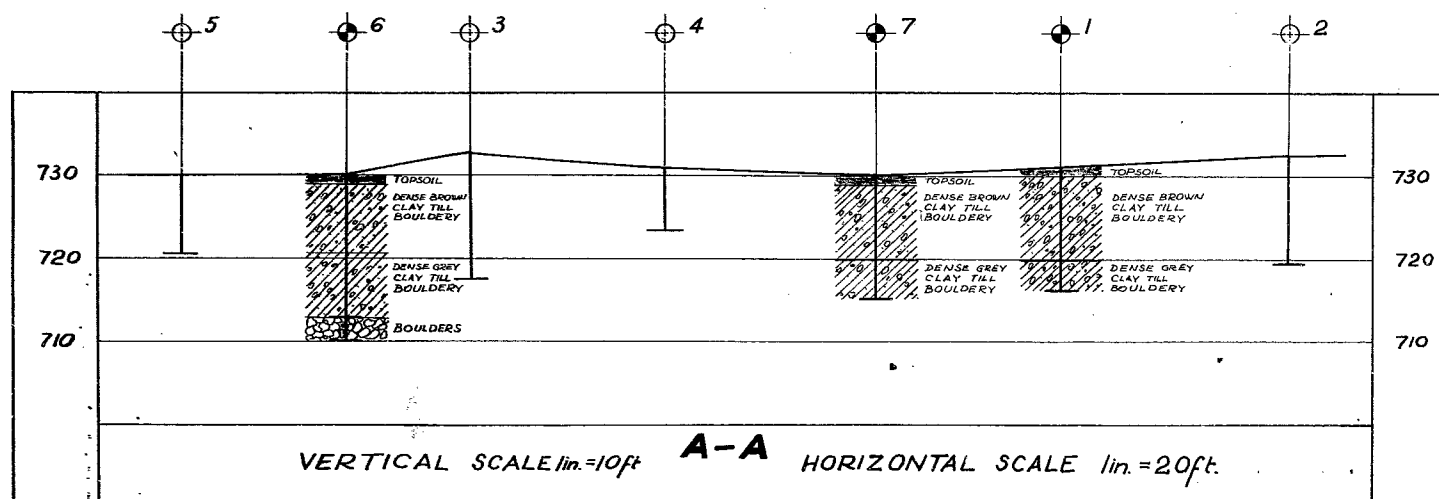 5 6 3 4 7 1 2
730 TOPSOIL TOPSOIL TOPSOIL 730
DENSE BROWN DENSE BROWN DENSE BROWN
CLAY TILL CLAY TILL CLAY TILL
BOULDERY BOULDERY BOULDERY
720 720
DENSE GREY DENSE GREY DENSE GREY
CLAY TILL CLAY TILL CLAY TILL
BOULDERY BOULDERY BOULDERY
BOULDERS
710 710
VERTICAL SCALE 1in.=10ft A-A HORIZONTAL SCALE 1in.=20ft.